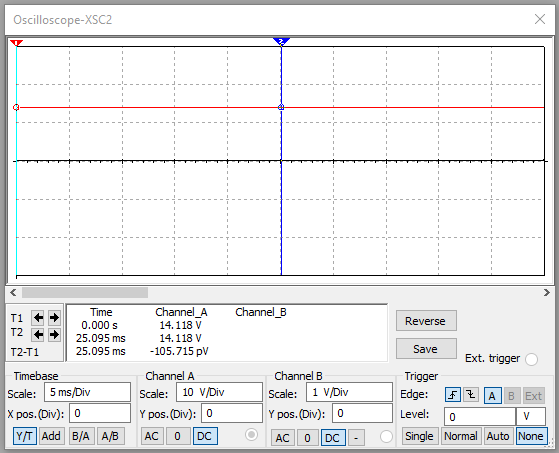 Oscilloscope-XSC2
1
2
T1
T2
T2-T1
Time Channel_A Channel_B
0.000 s 14.118 V
25.095 ms 14.118 V
25.095 ms -105.715 pV
Reverse
Save
Ext. trigger
Timebase
Scale: 5 ms/Div
X pos.(Div): 0
Y/T Add B/A A/B
Channel A
Scale: 10 V/Div
Y pos.(Div): 0
AC 0 DC
Channel B
Scale: 1 V/Div
Y pos.(Div): 0
AC 0 DC -
Trigger
Edge: A B Ext
Level: 0 V
Single Normal Auto None